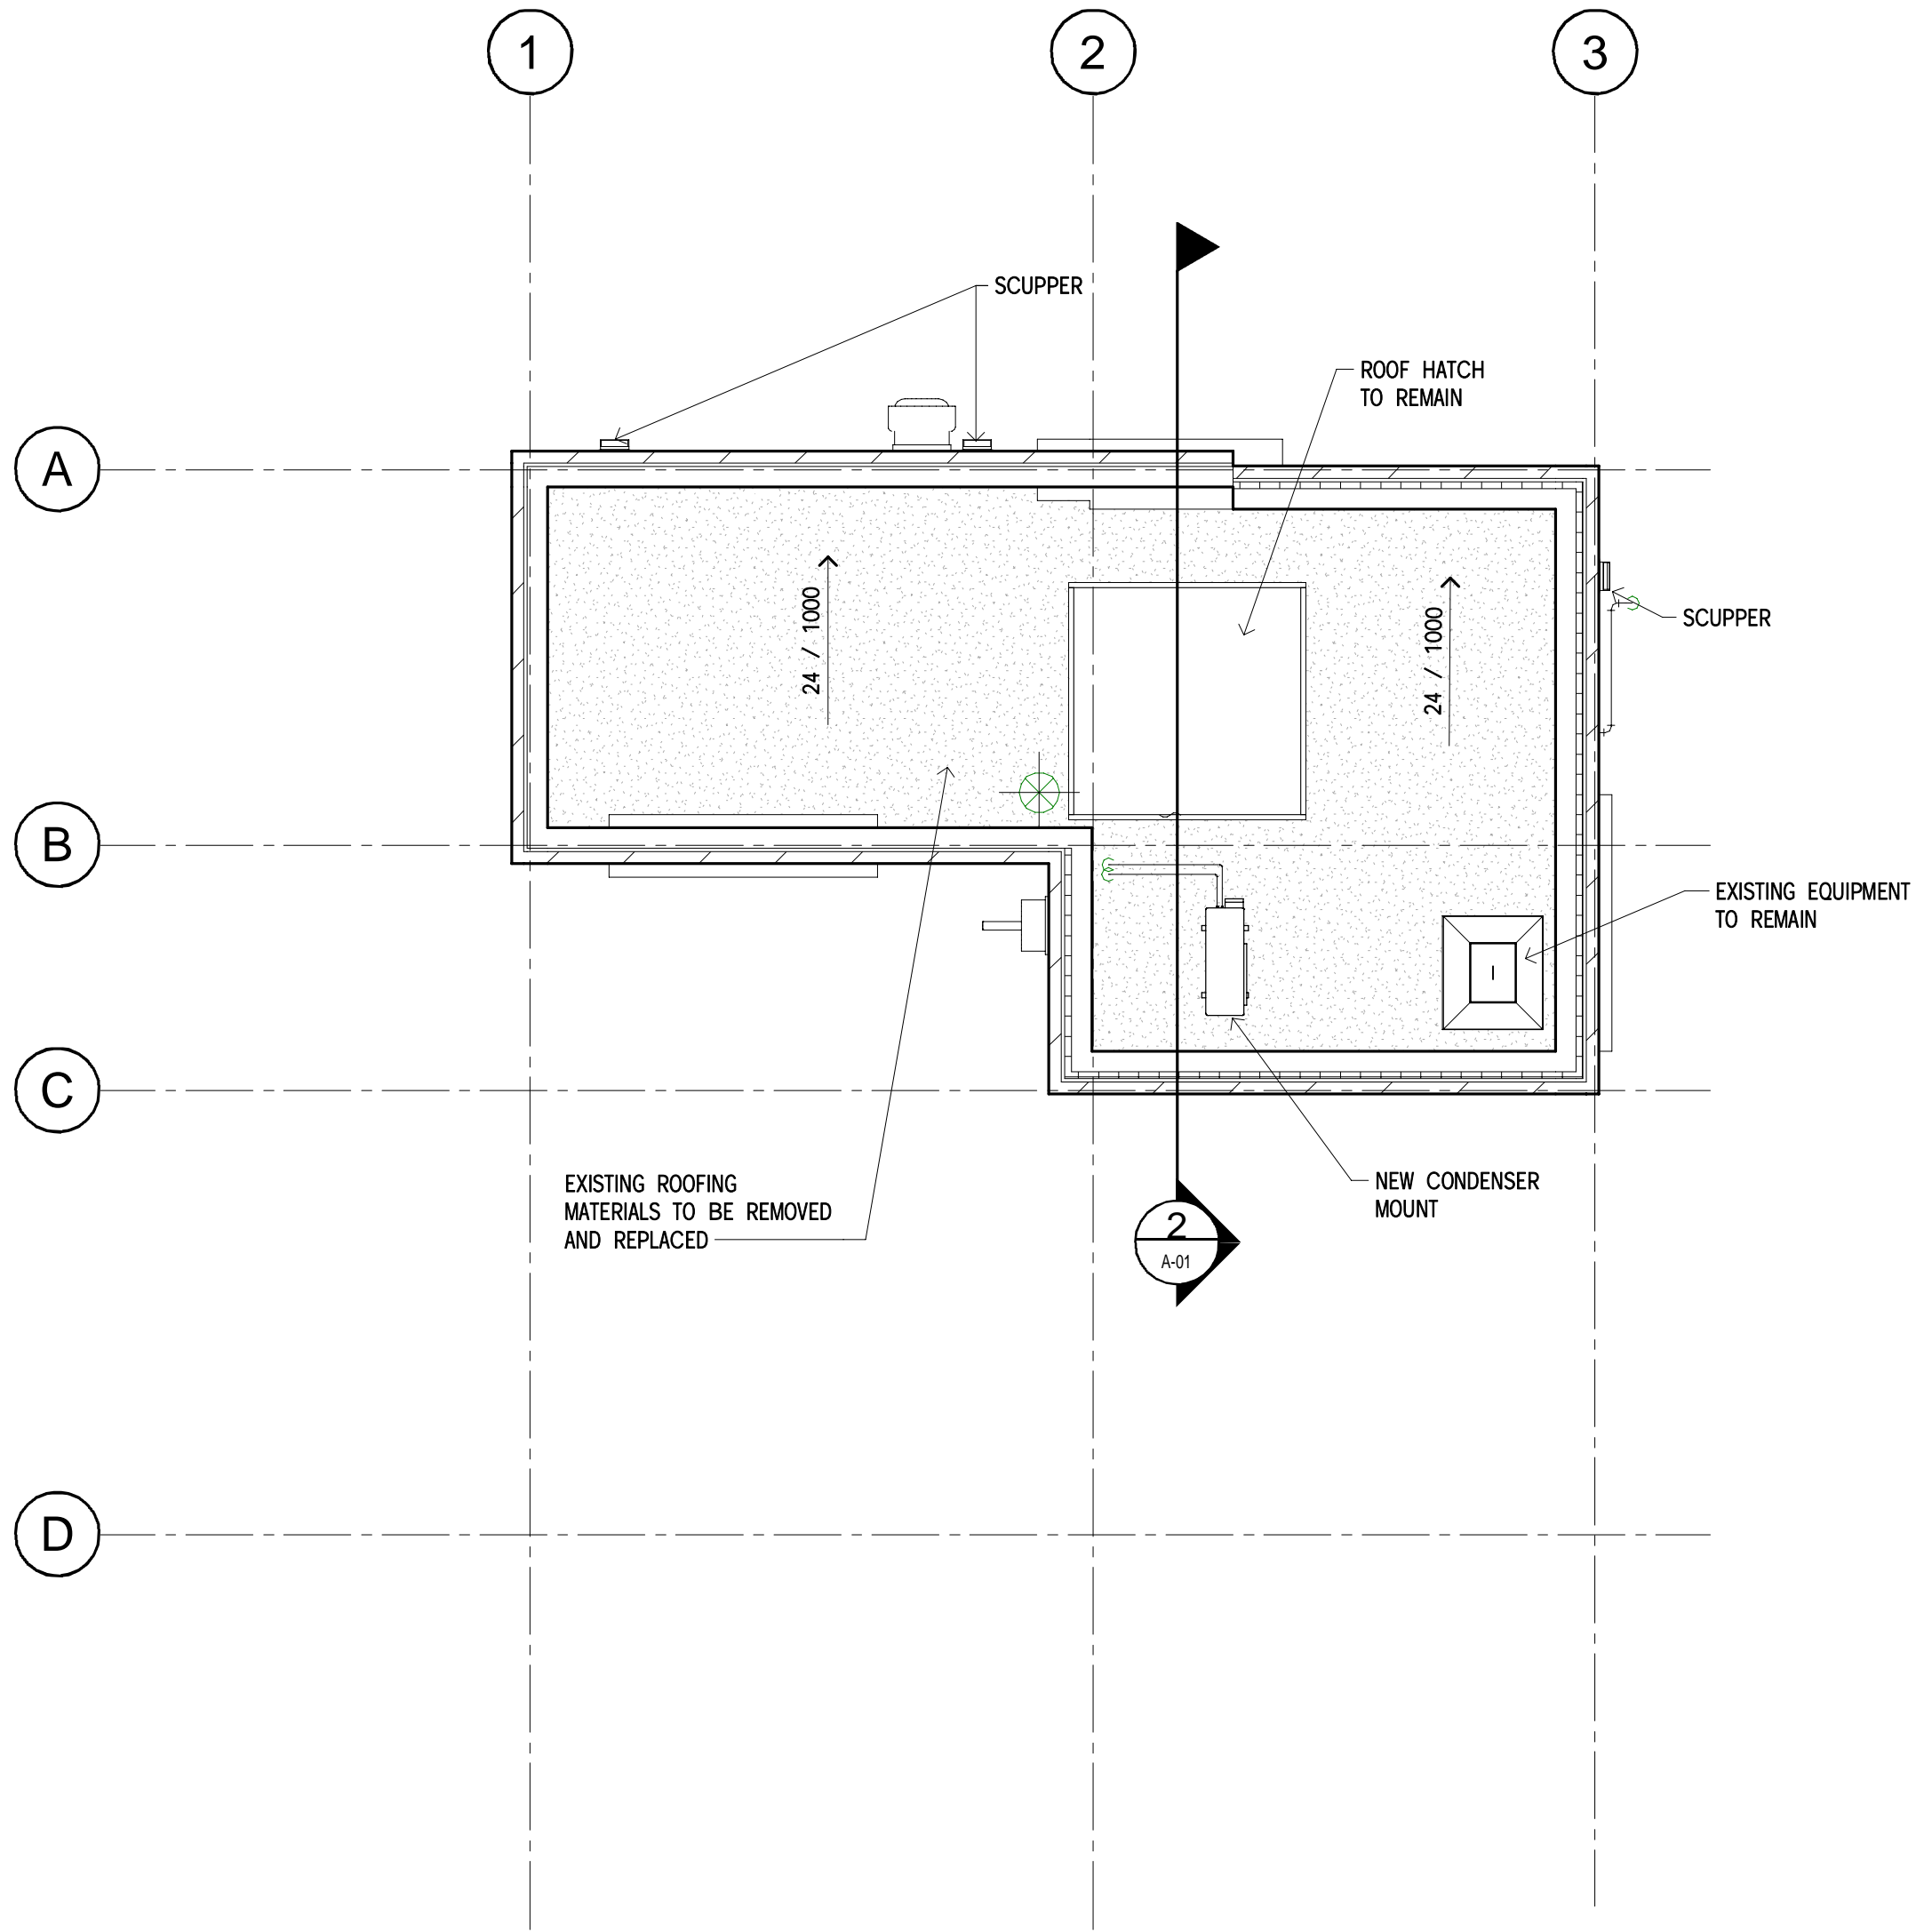 1
2
3
SCUPPER
ROOF HATCH
TO REMAIN
A
24 / 1000
24 / 1000
SCUPPER
B
EXISTING EQUIPMENT
TO REMAIN
C
EXISTING ROOFING
MATERIALS TO BE REMOVED
AND REPLACED
NEW CONDENSER
MOUNT
2
A-01
D